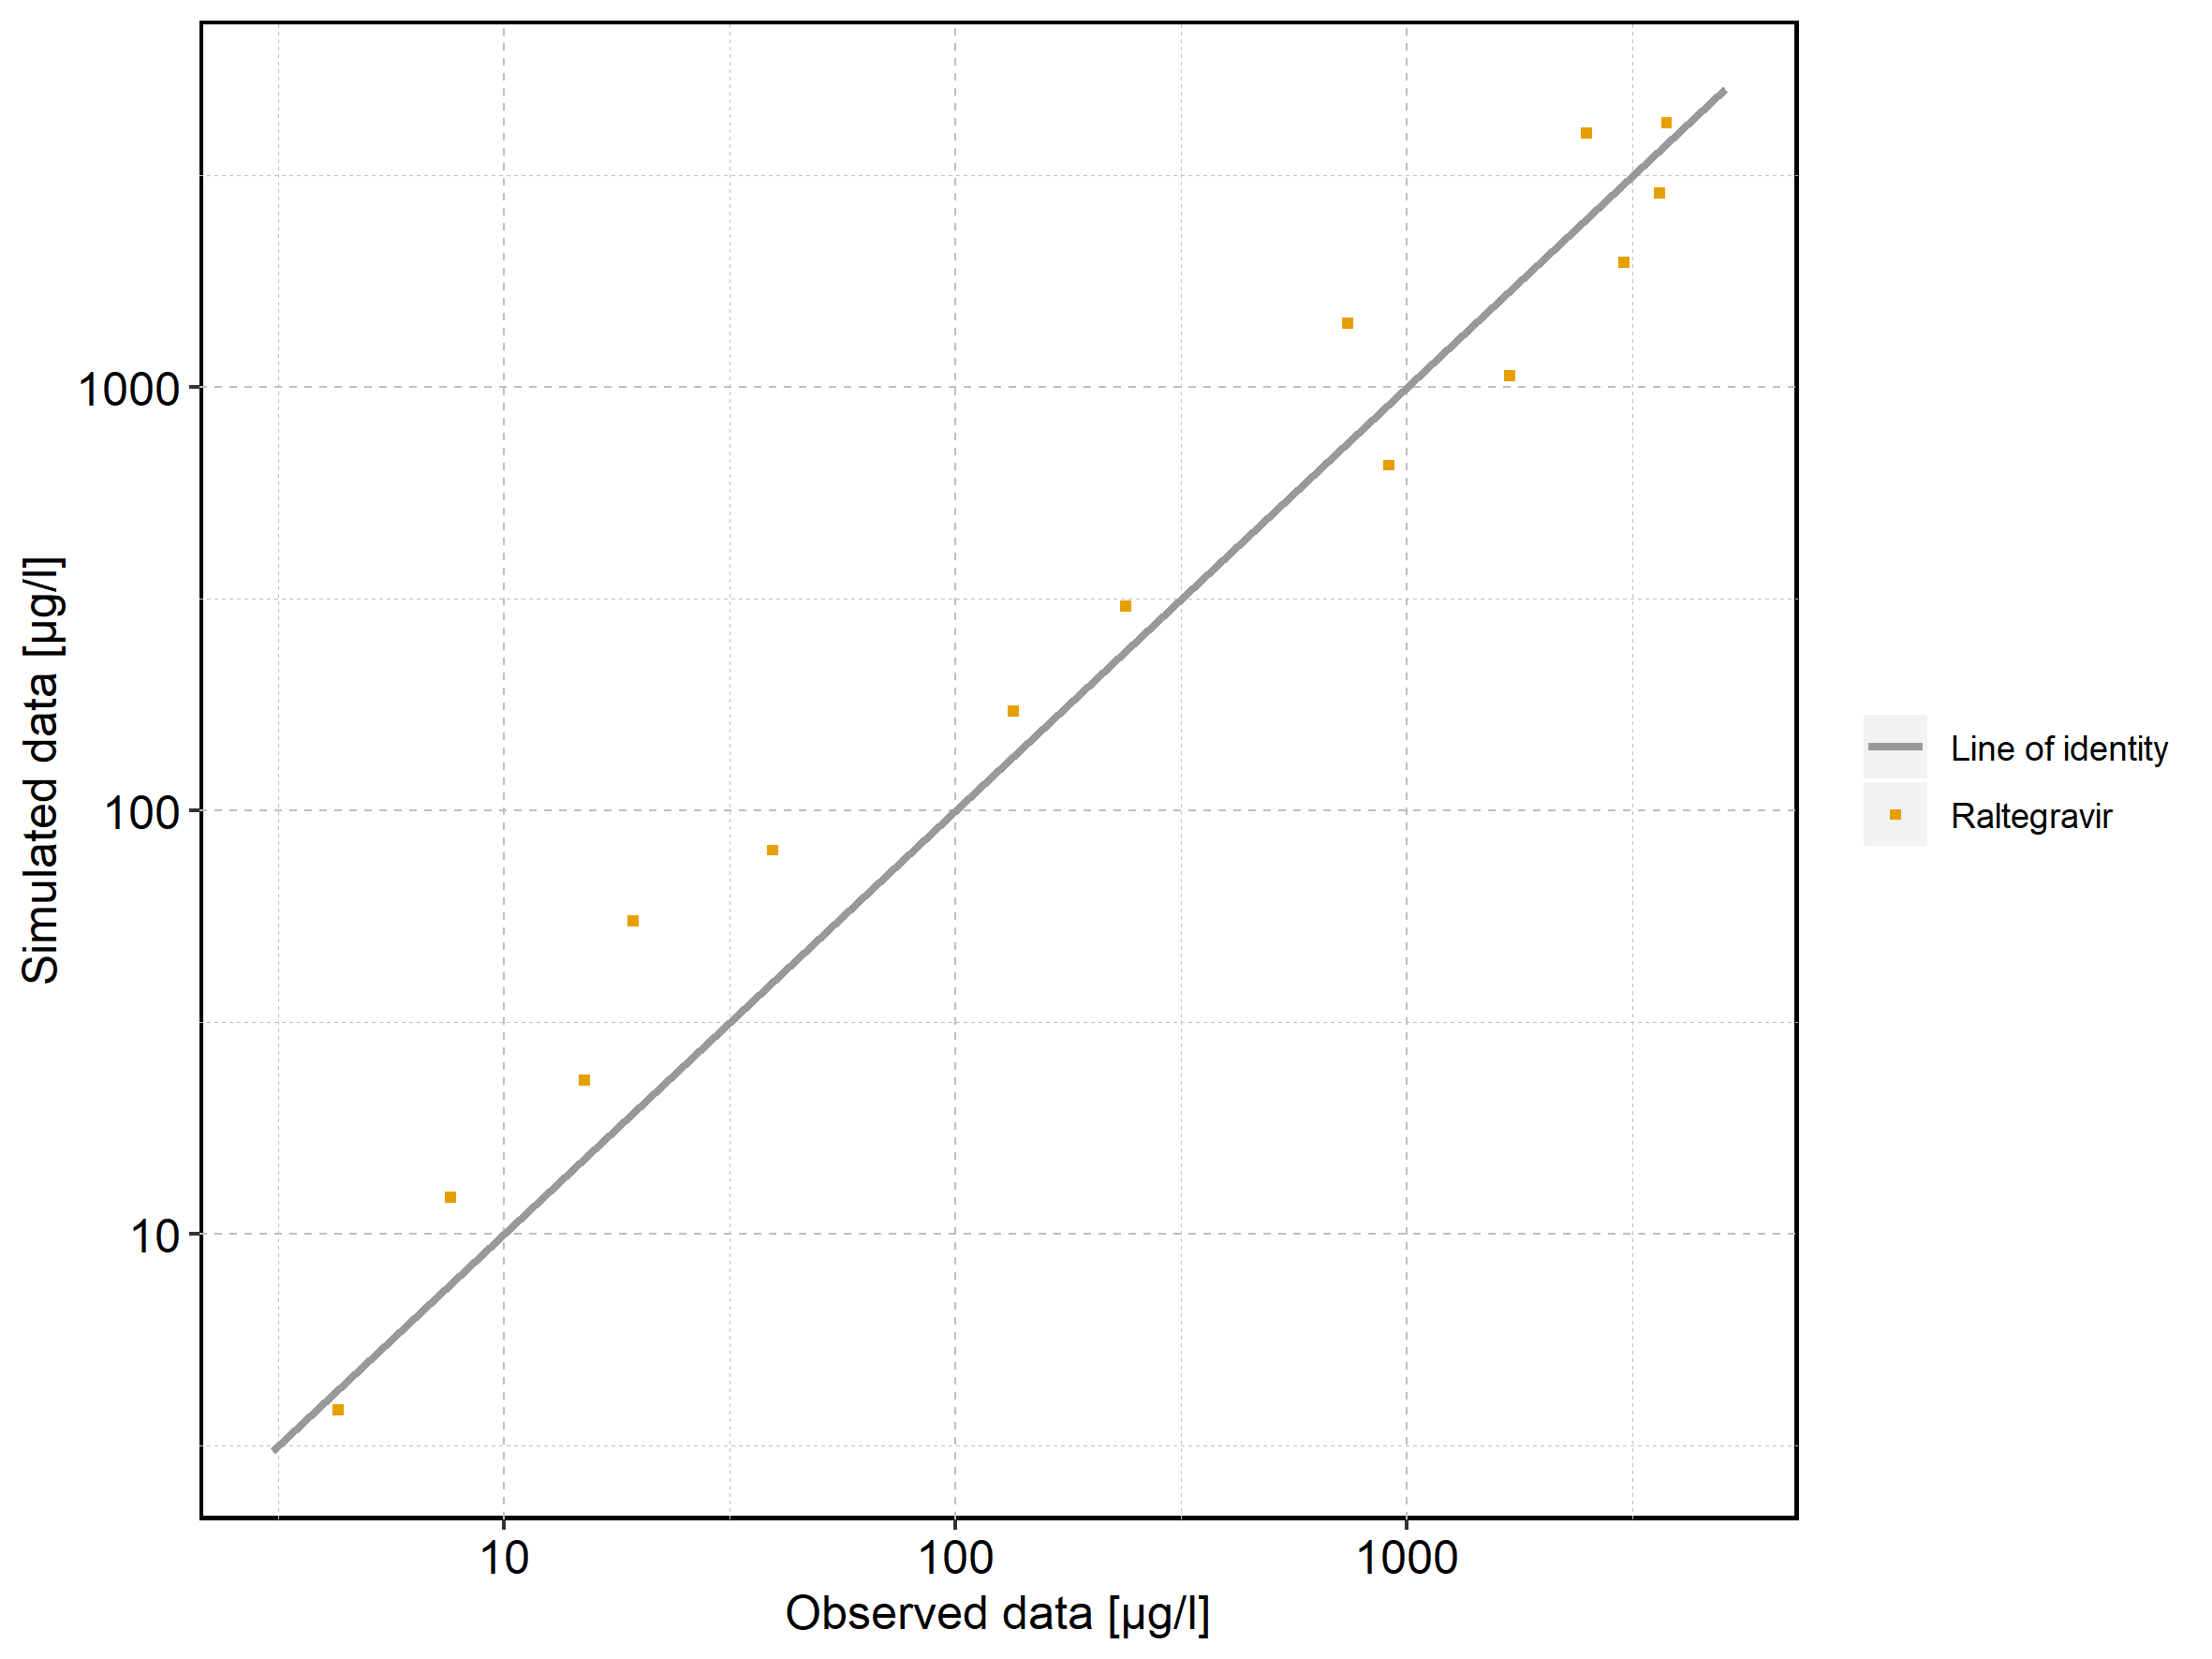 Simulated data [µg/l]
1000
100
10
10
100
1000
Observed data [µg/l]
Line of identity
Raltegravir